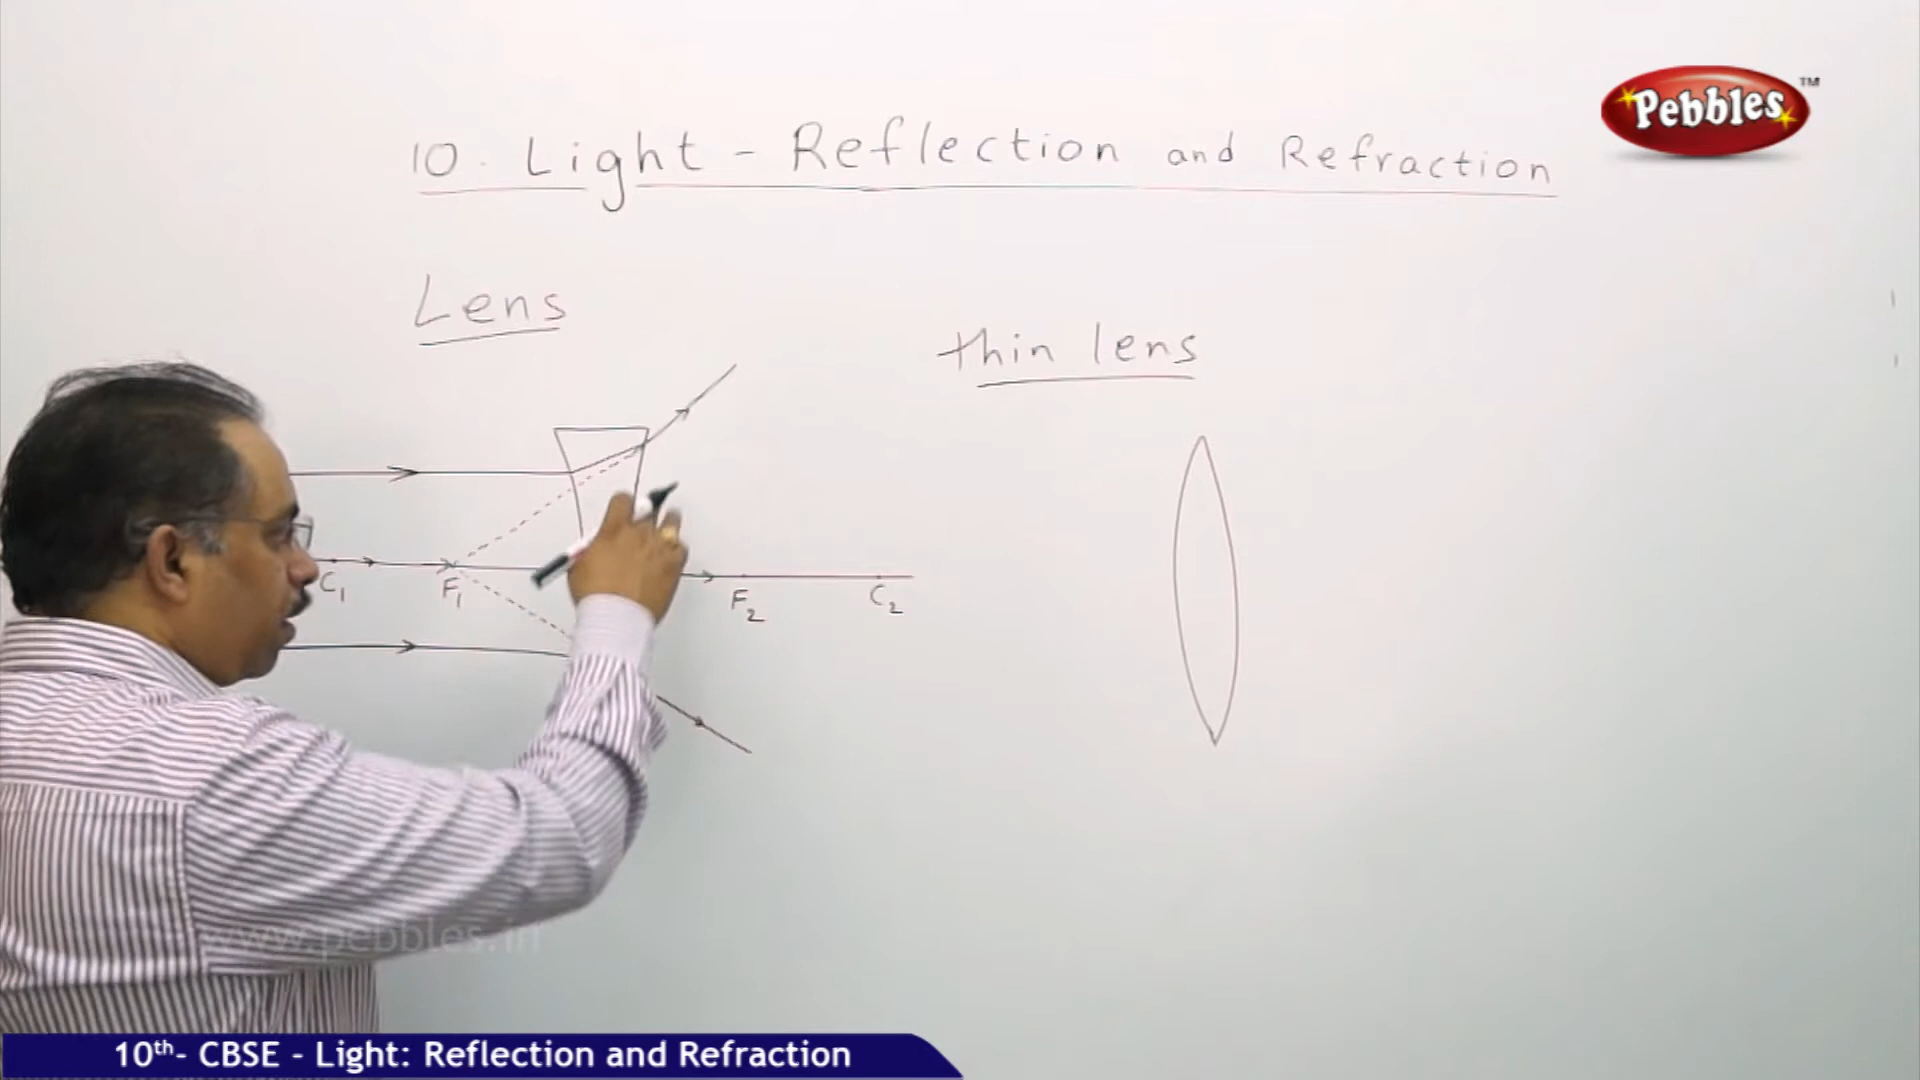 Pebbles™
10. Light - Reflection and Refraction
Lens
thin lens
C₁
F₁
F₂
C₂
www.pebbles.in
10th- CBSE - Light: Reflection and Refraction